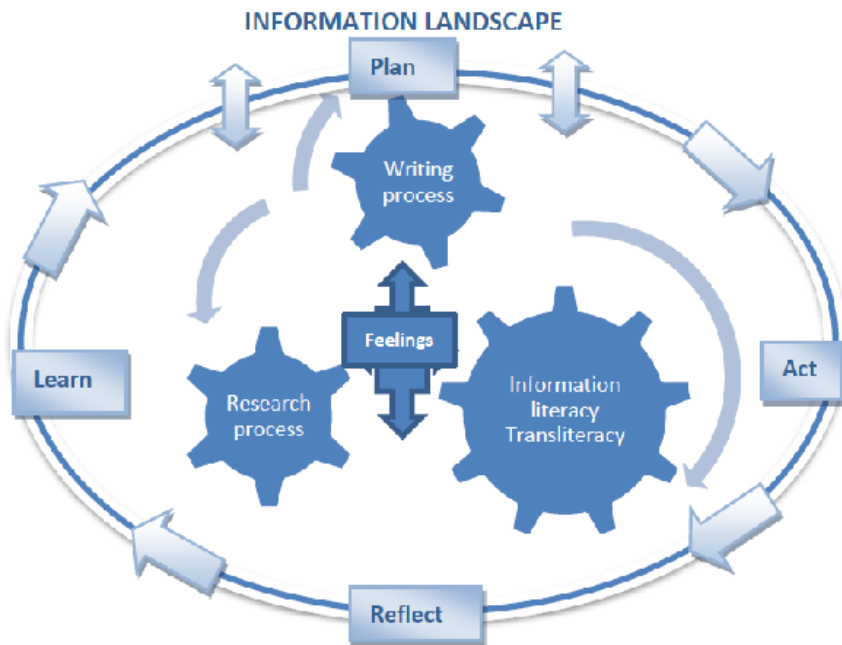 INFORMATION LANDSCAPE
Plan
Writing
process
Feelings
Learn
Act
Research
process
Information
literacy
Transliteracy
Reflect